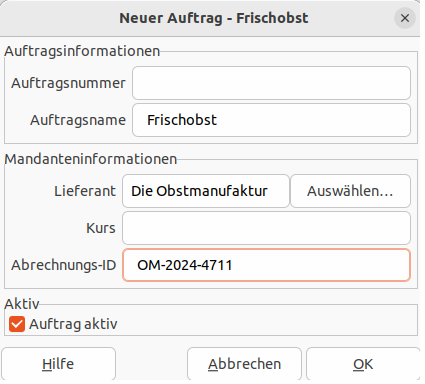 Neuer Auftrag - Frischobst
Auftragsinformationen
Auftragsnummer
Auftragsname Frischobst
Mandanteninformationen
Lieferant Die Obstmanufaktur Auswählen...
Kurs
Abrechnungs-ID OM-2024-4711
Aktiv
Auftrag aktiv
Hilfe Abbrechen OK